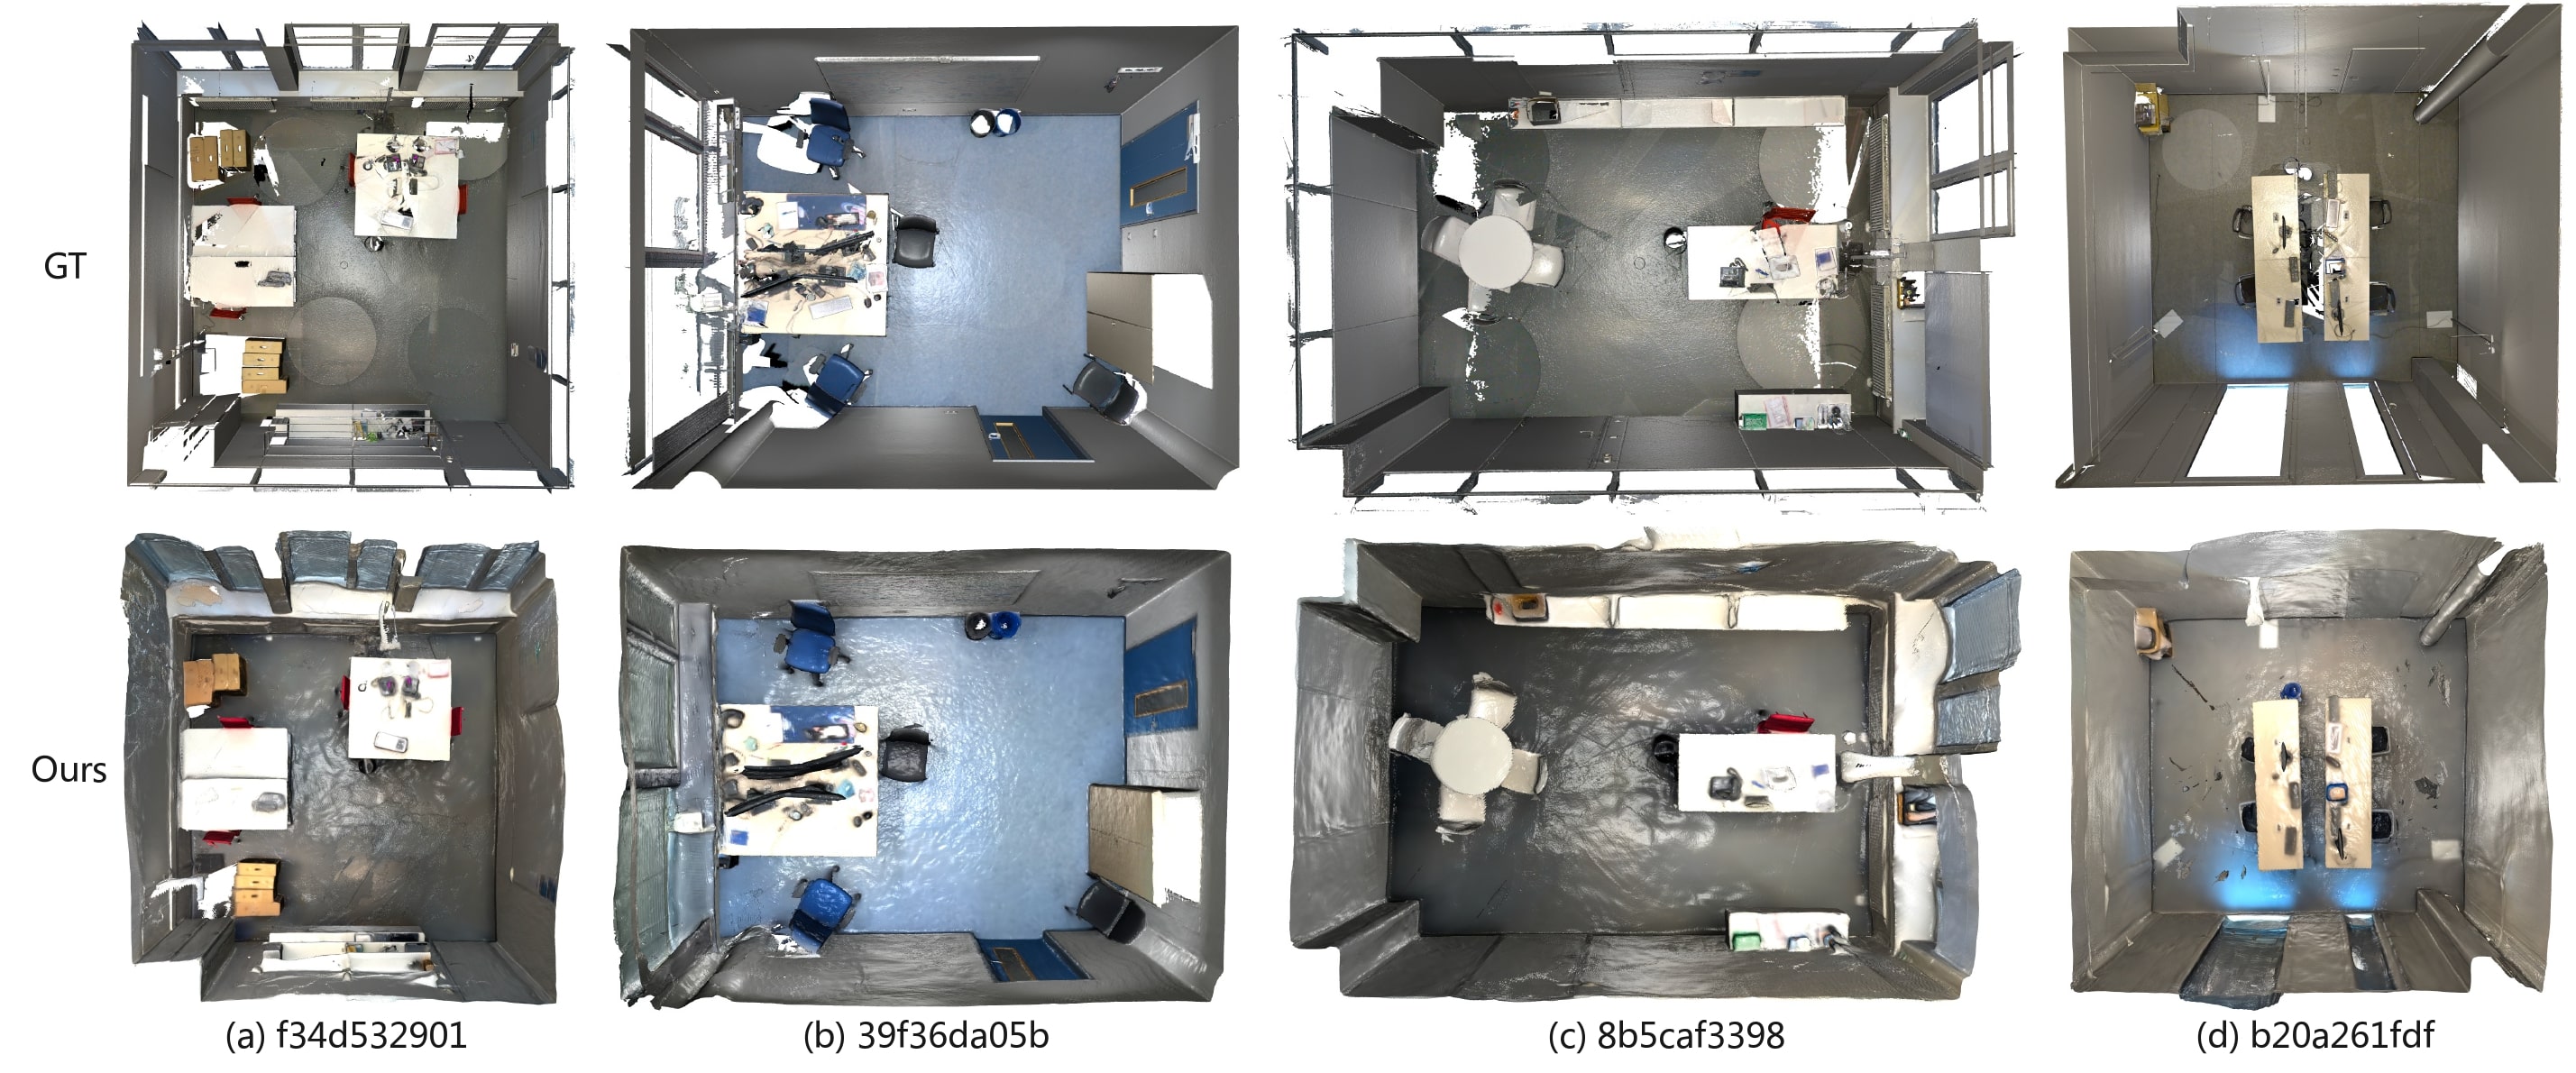 GT
Ours
(a) f34d532901
(b) 39f36da05b
(c) 8b5caf3398
(d) b20a261fdf